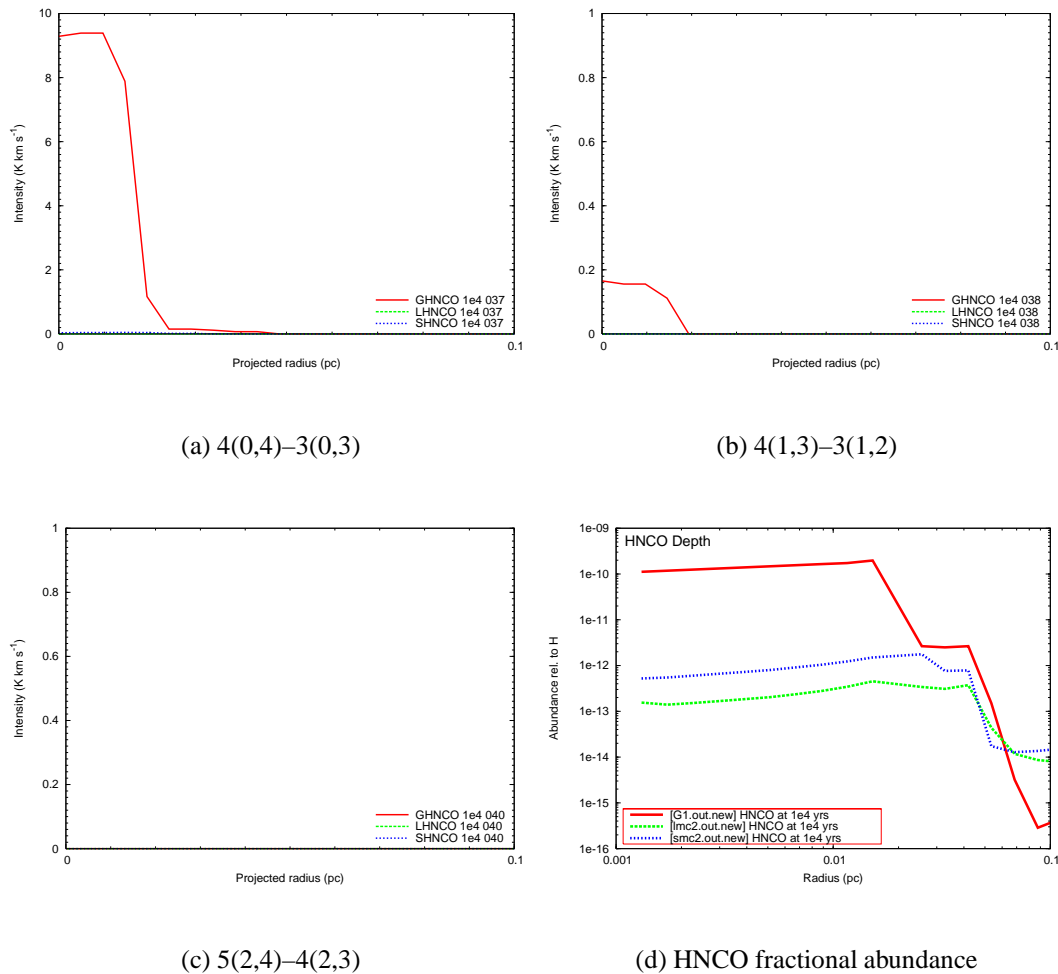 10
8
6
4
2
0
0
0.1
Intensity (K km s-1)
Projected radius (pc)
GHNCO 1e4 037
LHNCO 1e4 037
SHNCO 1e4 037
(a) 4(0,4)–3(0,3)
1
0.8
0.6
0.4
0.2
0
0
0.1
Intensity (K km s-1)
Projected radius (pc)
GHNCO 1e4 038
LHNCO 1e4 038
SHNCO 1e4 038
(b) 4(1,3)–3(1,2)
1
0.8
0.6
0.4
0.2
0
0
0.1
Intensity (K km s-1)
Projected radius (pc)
GHNCO 1e4 040
LHNCO 1e4 040
SHNCO 1e4 040
(c) 5(2,4)–4(2,3)
HNCO Depth
1e-09
1e-10
1e-11
1e-12
1e-13
1e-14
1e-15
1e-16
0.001
0.01
0.1
Abundance rel. to H
Radius (pc)
[G1.out.new] HNCO at 1e4 yrs
[lmc2.out.new] HNCO at 1e4 yrs
[smc2.out.new] HNCO at 1e4 yrs
(d) HNCO fractional abundance